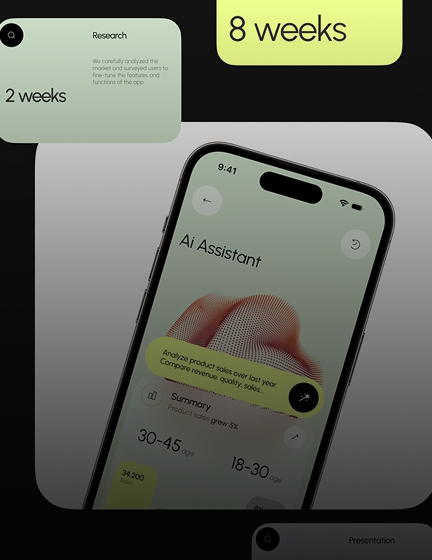 8 weeks
Research
We carefully analyzed the
market and surveyed users to
fine-tune the features and
functions of the app
2 weeks
9:41
Ai Assistant
Analyze product sales over last year
Compare revenue, quality, sales...
Summary
Product sales grew 5%
30-45 age
18-30 age
34,200
Presentation